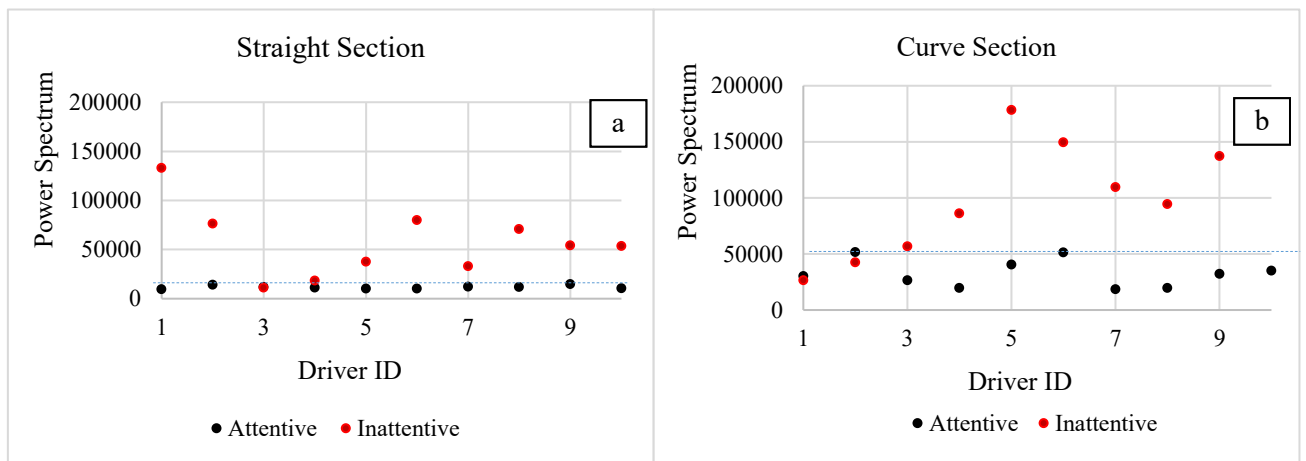 Straight Section
Power Spectrum
200000
150000
100000
50000
0
1 3 5 7 9
Driver ID
Attentive Inattentive
a
Curve Section
Power Spectrum
200000
150000
100000
50000
0
1 3 5 7 9
Driver ID
Attentive Inattentive
b